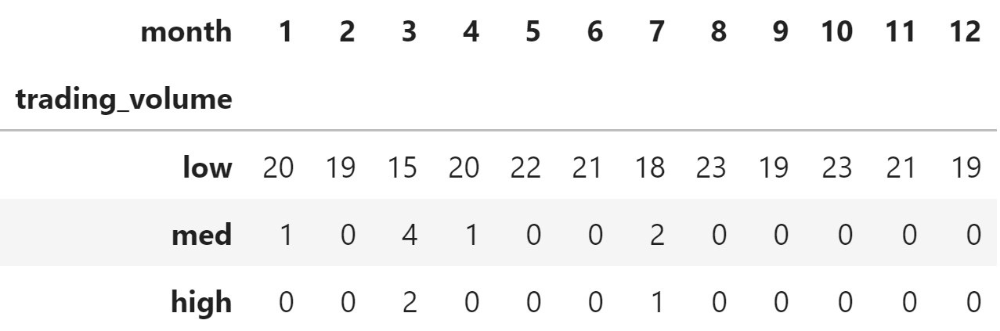 month 1 2 3 4 5 6 7 8 9 10 11 12
trading_volume
low 20 19 15 20 22 21 18 23 19 23 21 19
med 1 0 4 1 0 0 2 0 0 0 0 0
high 0 0 2 0 0 0 1 0 0 0 0 0